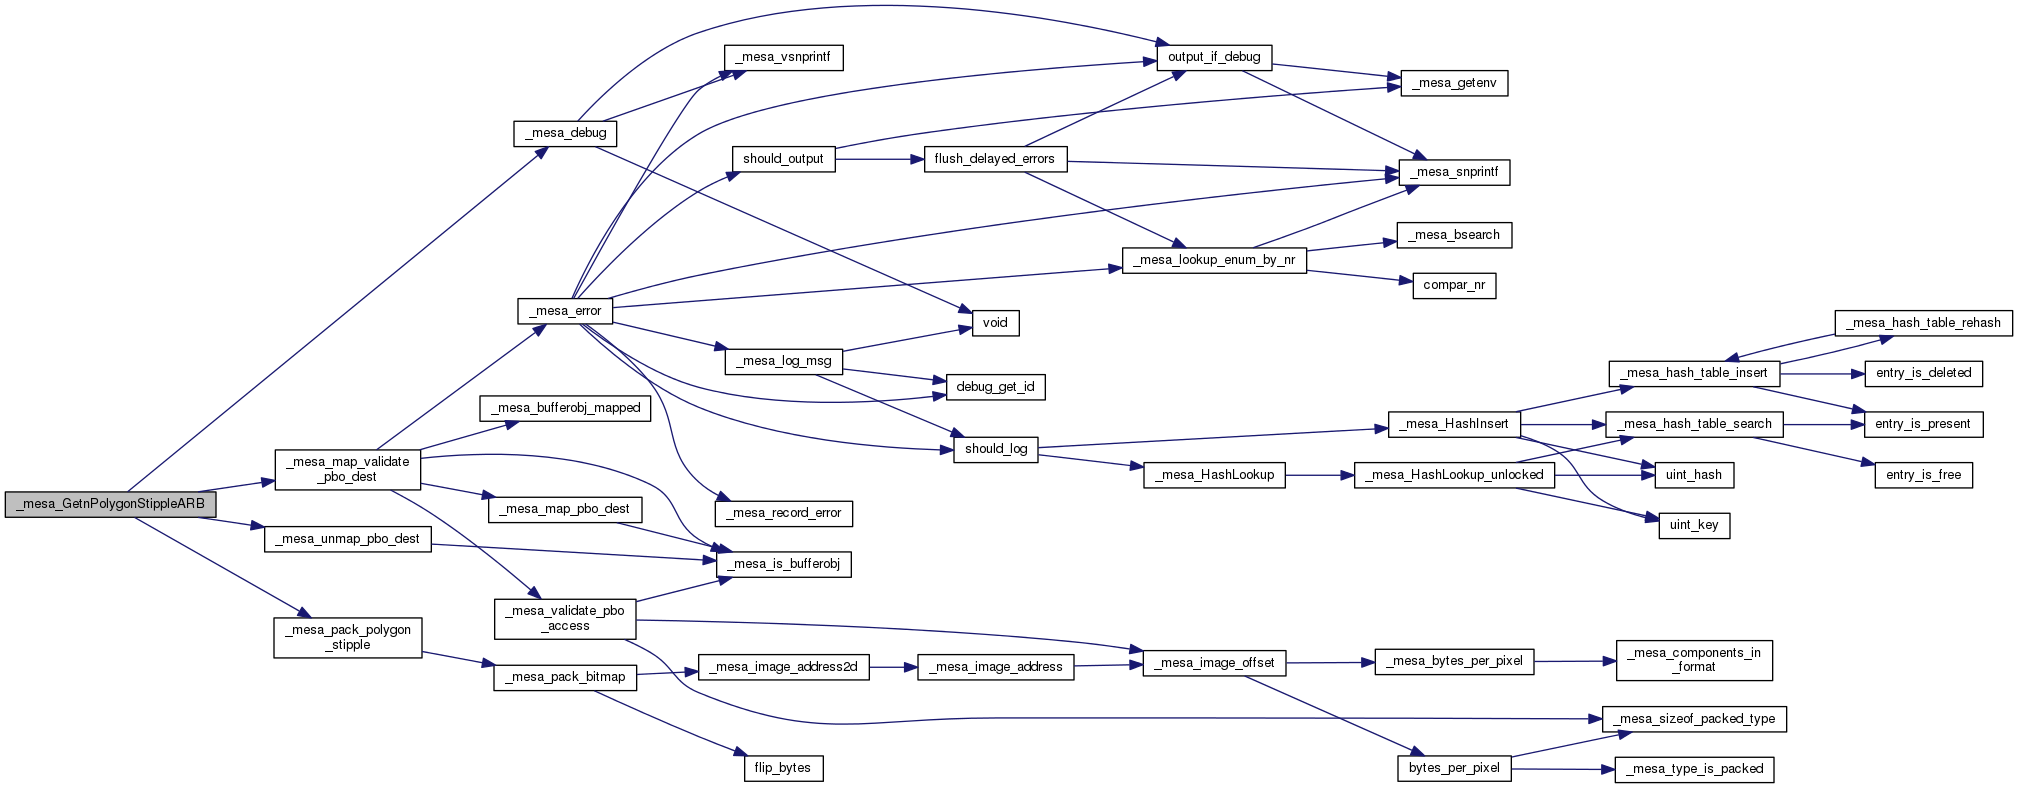 _mesa_GetnPolygonStippleARB
_mesa_debug
_mesa_vsnprintf
output_if_debug
_mesa_getenv
should_output
flush_delayed_errors
_mesa_snprintf
_mesa_lookup_enum_by_nr
_mesa_bsearch
compar_nr
_mesa_error
void
_mesa_log_msg
debug_get_id
should_log
_mesa_HashInsert
_mesa_hash_table_insert
_mesa_hash_table_rehash
entry_is_deleted
_mesa_hash_table_search
entry_is_present
entry_is_free
_mesa_HashLookup
_mesa_HashLookup_unlocked
uint_hash
uint_key
_mesa_bufferobj_mapped
_mesa_map_validate
_pbo_dest
_mesa_map_pbo_dest
_mesa_record_error
_mesa_unmap_pbo_dest
_mesa_is_bufferobj
_mesa_validate_pbo
_access
_mesa_pack_polygon
_stipple
_mesa_pack_bitmap
_mesa_image_address2d
_mesa_image_address
_mesa_image_offset
_mesa_bytes_per_pixel
_mesa_components_in
_format
_mesa_sizeof_packed_type
flip_bytes
bytes_per_pixel
_mesa_type_is_packed